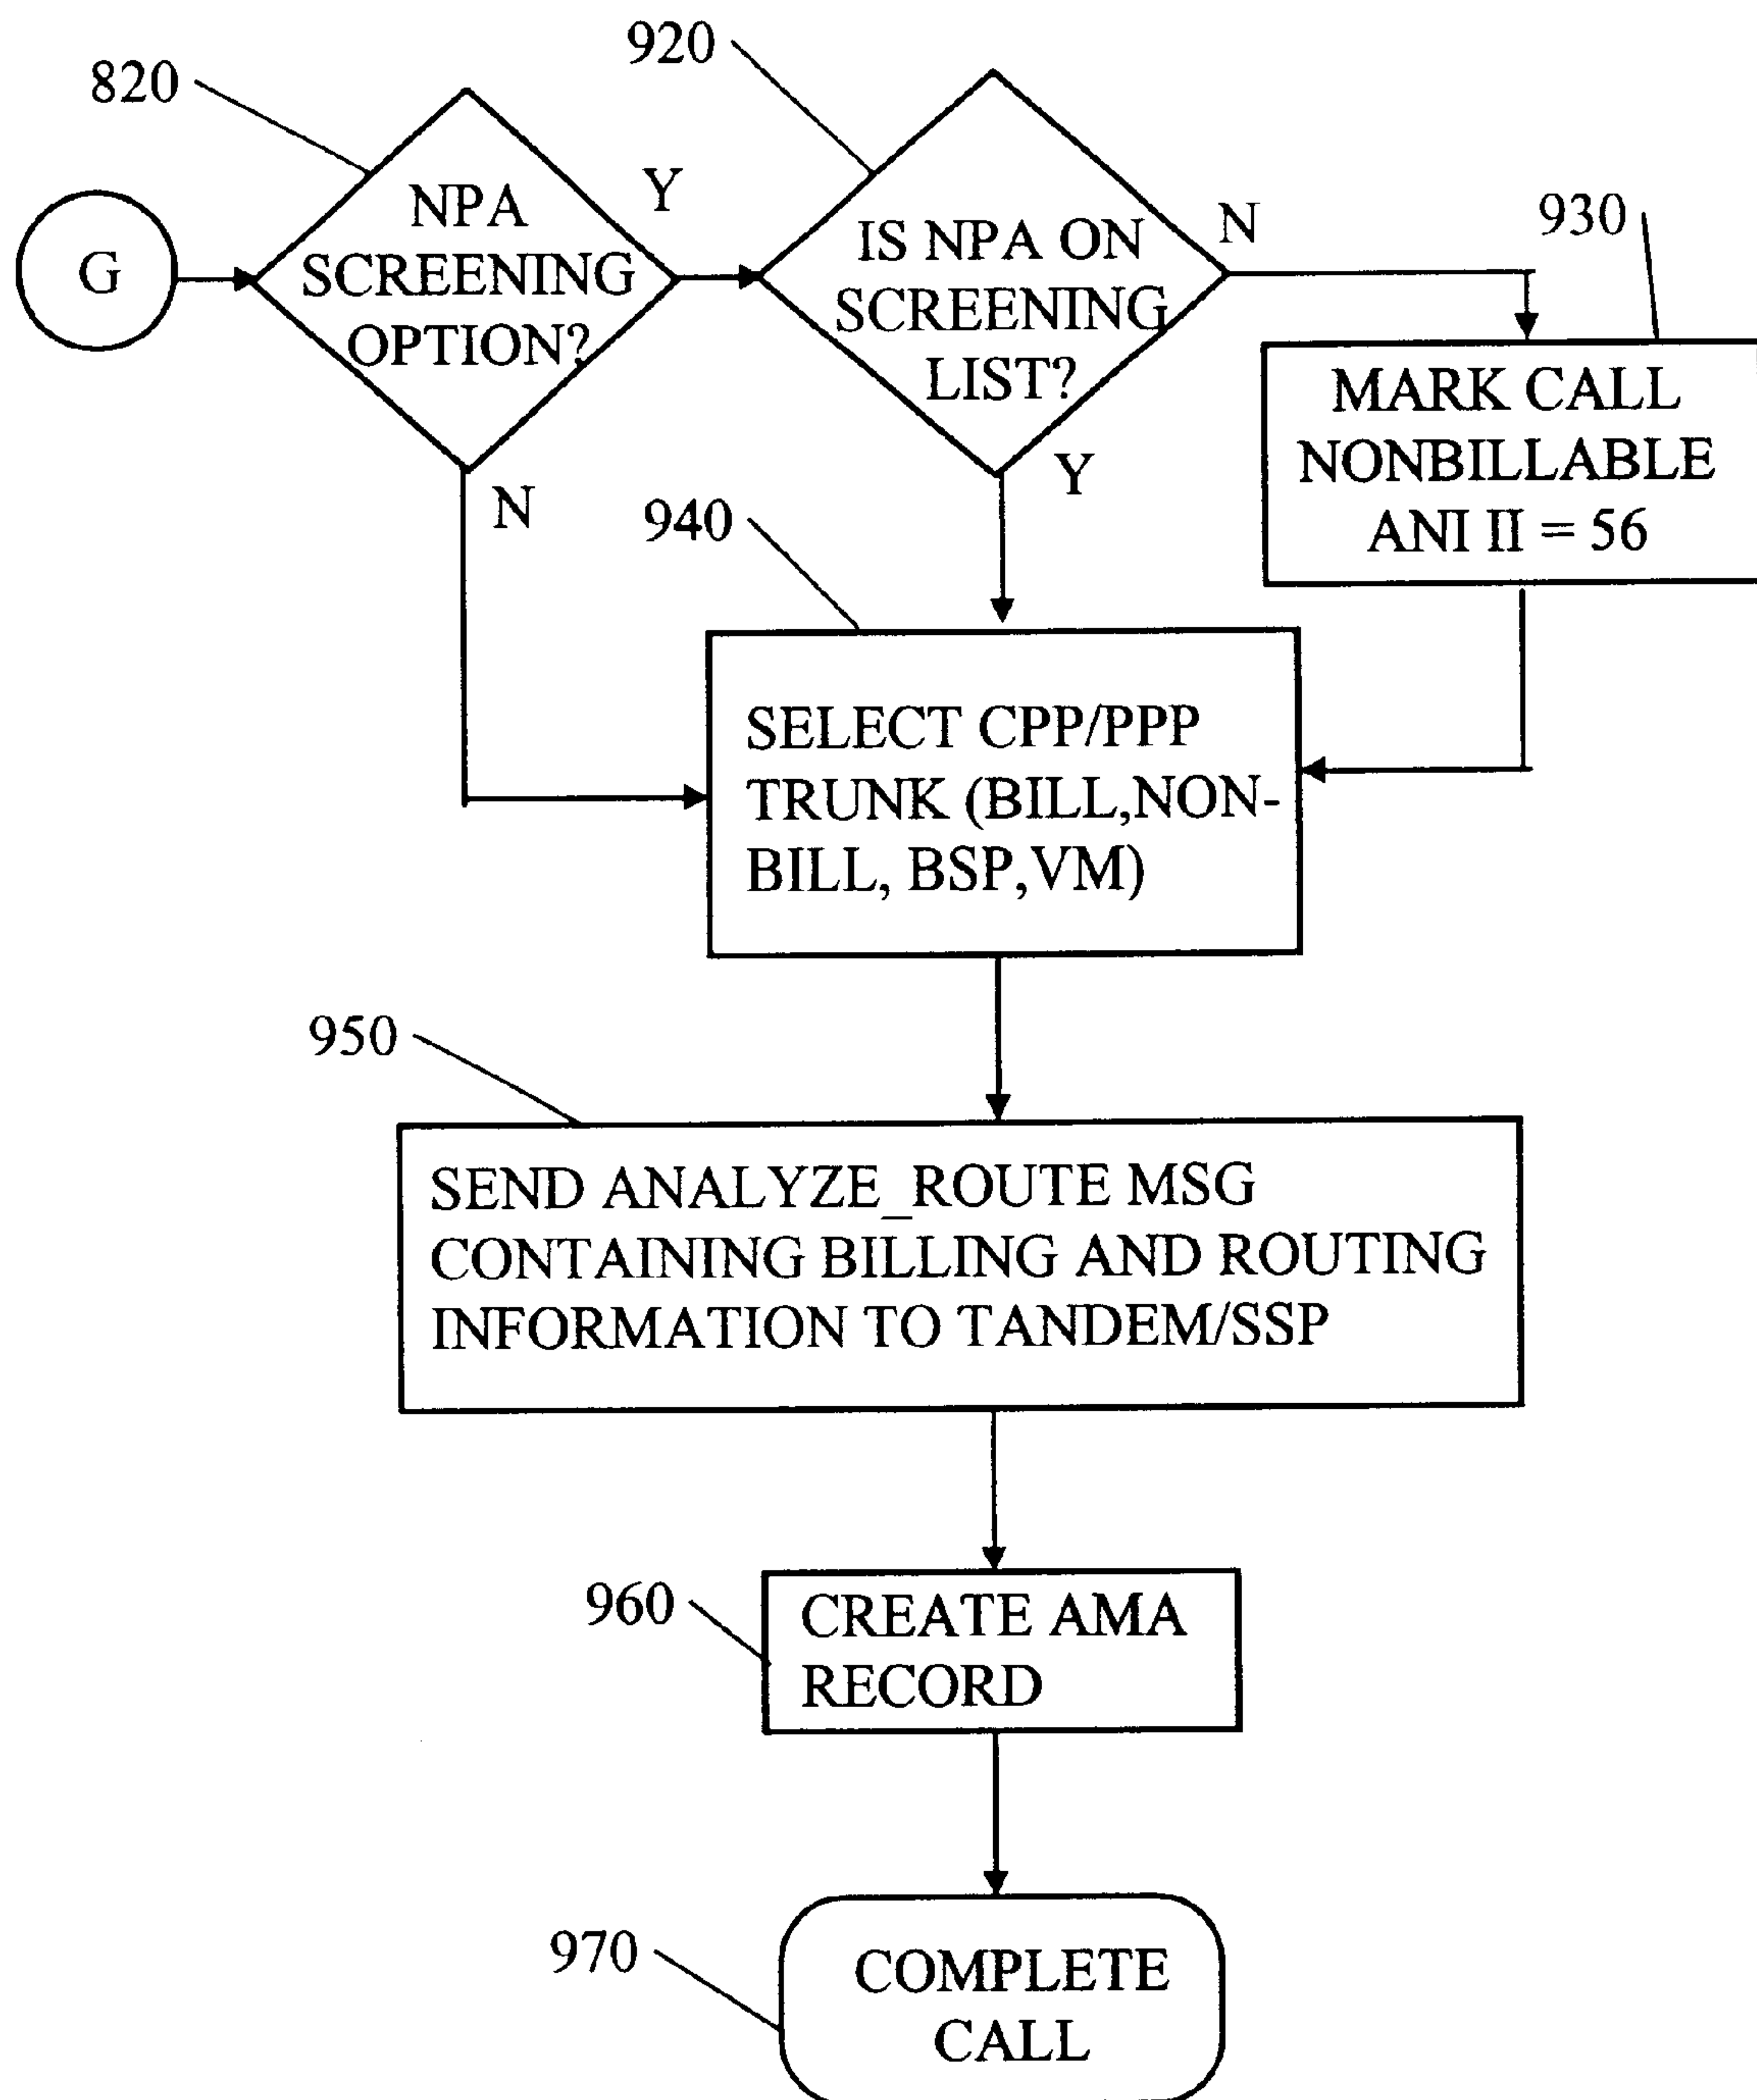 820
920
G
NPA
SCREENING
OPTION?
Y
N
IS NPA ON
SCREENING
LIST?
N
Y
930
MARK CALL
NONBILLABLE
ANI II = 56
940
SELECT CPP/PPP
TRUNK (BILL,NON-
BILL, BSP,VM)
950
SEND ANALYZE_ROUTE MSG
CONTAINING BILLING AND ROUTING
INFORMATION TO TANDEM/SSP
960
CREATE AMA
RECORD
970
COMPLETE
CALL